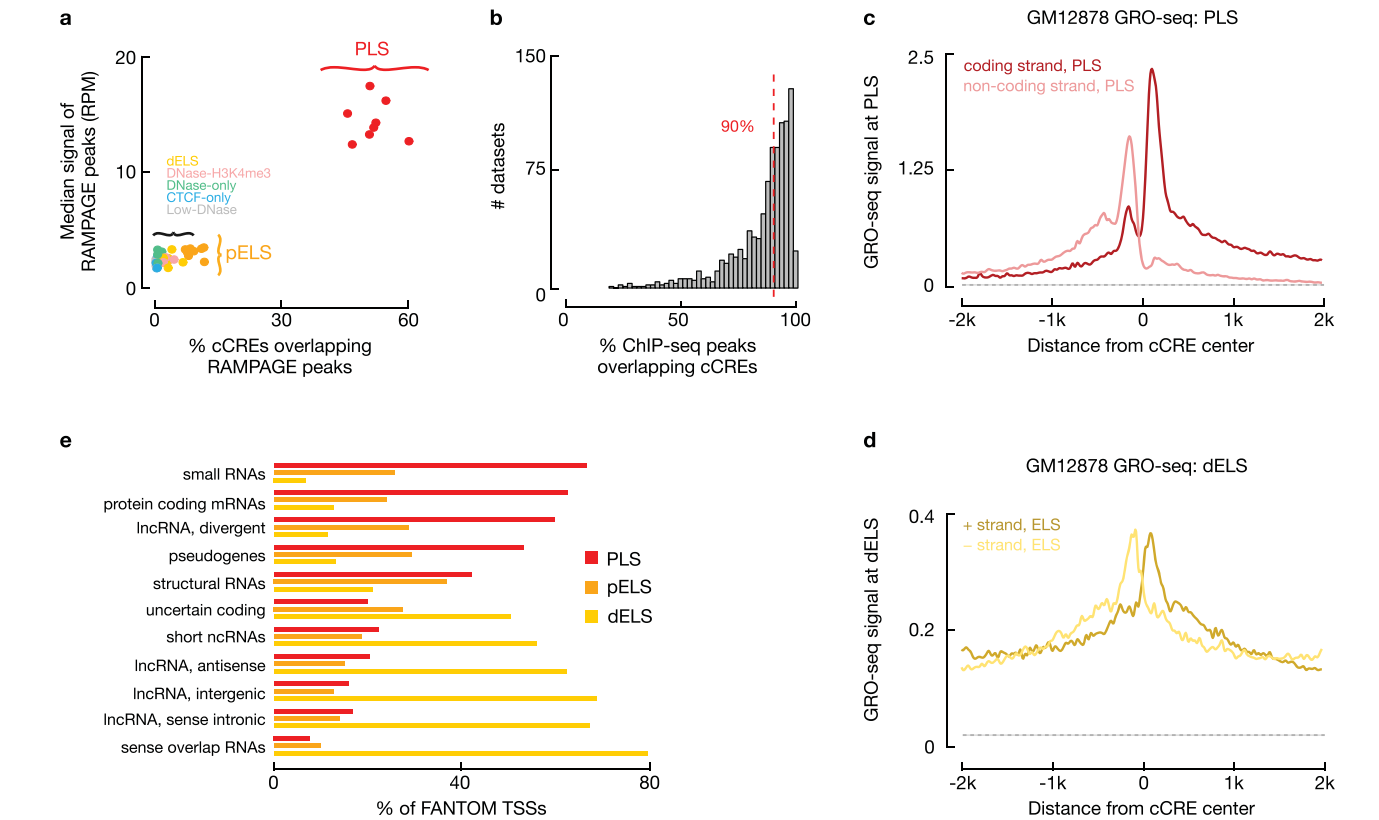 a
Median signal of
RAMPAGE peaks (RPM)
20
10
0
PLS
dELS
DNase-H3K4me3
DNase-only
CTCF-only
Low-DNase
pELS
0
30
60
% cCREs overlapping
RAMPAGE peaks
b
# datasets
150
75
0
90%
0
50
100
% ChIP-seq peaks
overlapping cCREs
c
GM12878 GRO-seq: PLS
GRO-seq signal at PLS
2.5
1.25
0
coding strand, PLS
non-coding strand, PLS
-2k
-1k
0
1k
2k
Distance from cCRE center
e
small RNAs
protein coding mRNAs
lncRNA, divergent
pseudogenes
structural RNAs
uncertain coding
short ncRNAs
lncRNA, antisense
lncRNA, intergenic
lncRNA, sense intronic
sense overlap RNAs
PLS
pELS
dELS
0
40
80
% of FANTOM TSSs
d
GM12878 GRO-seq: dELS
GRO-seq signal at dELS
0.4
0.2
0
+ strand, ELS
– strand, ELS
-2k
-1k
0
1k
2k
Distance from cCRE center